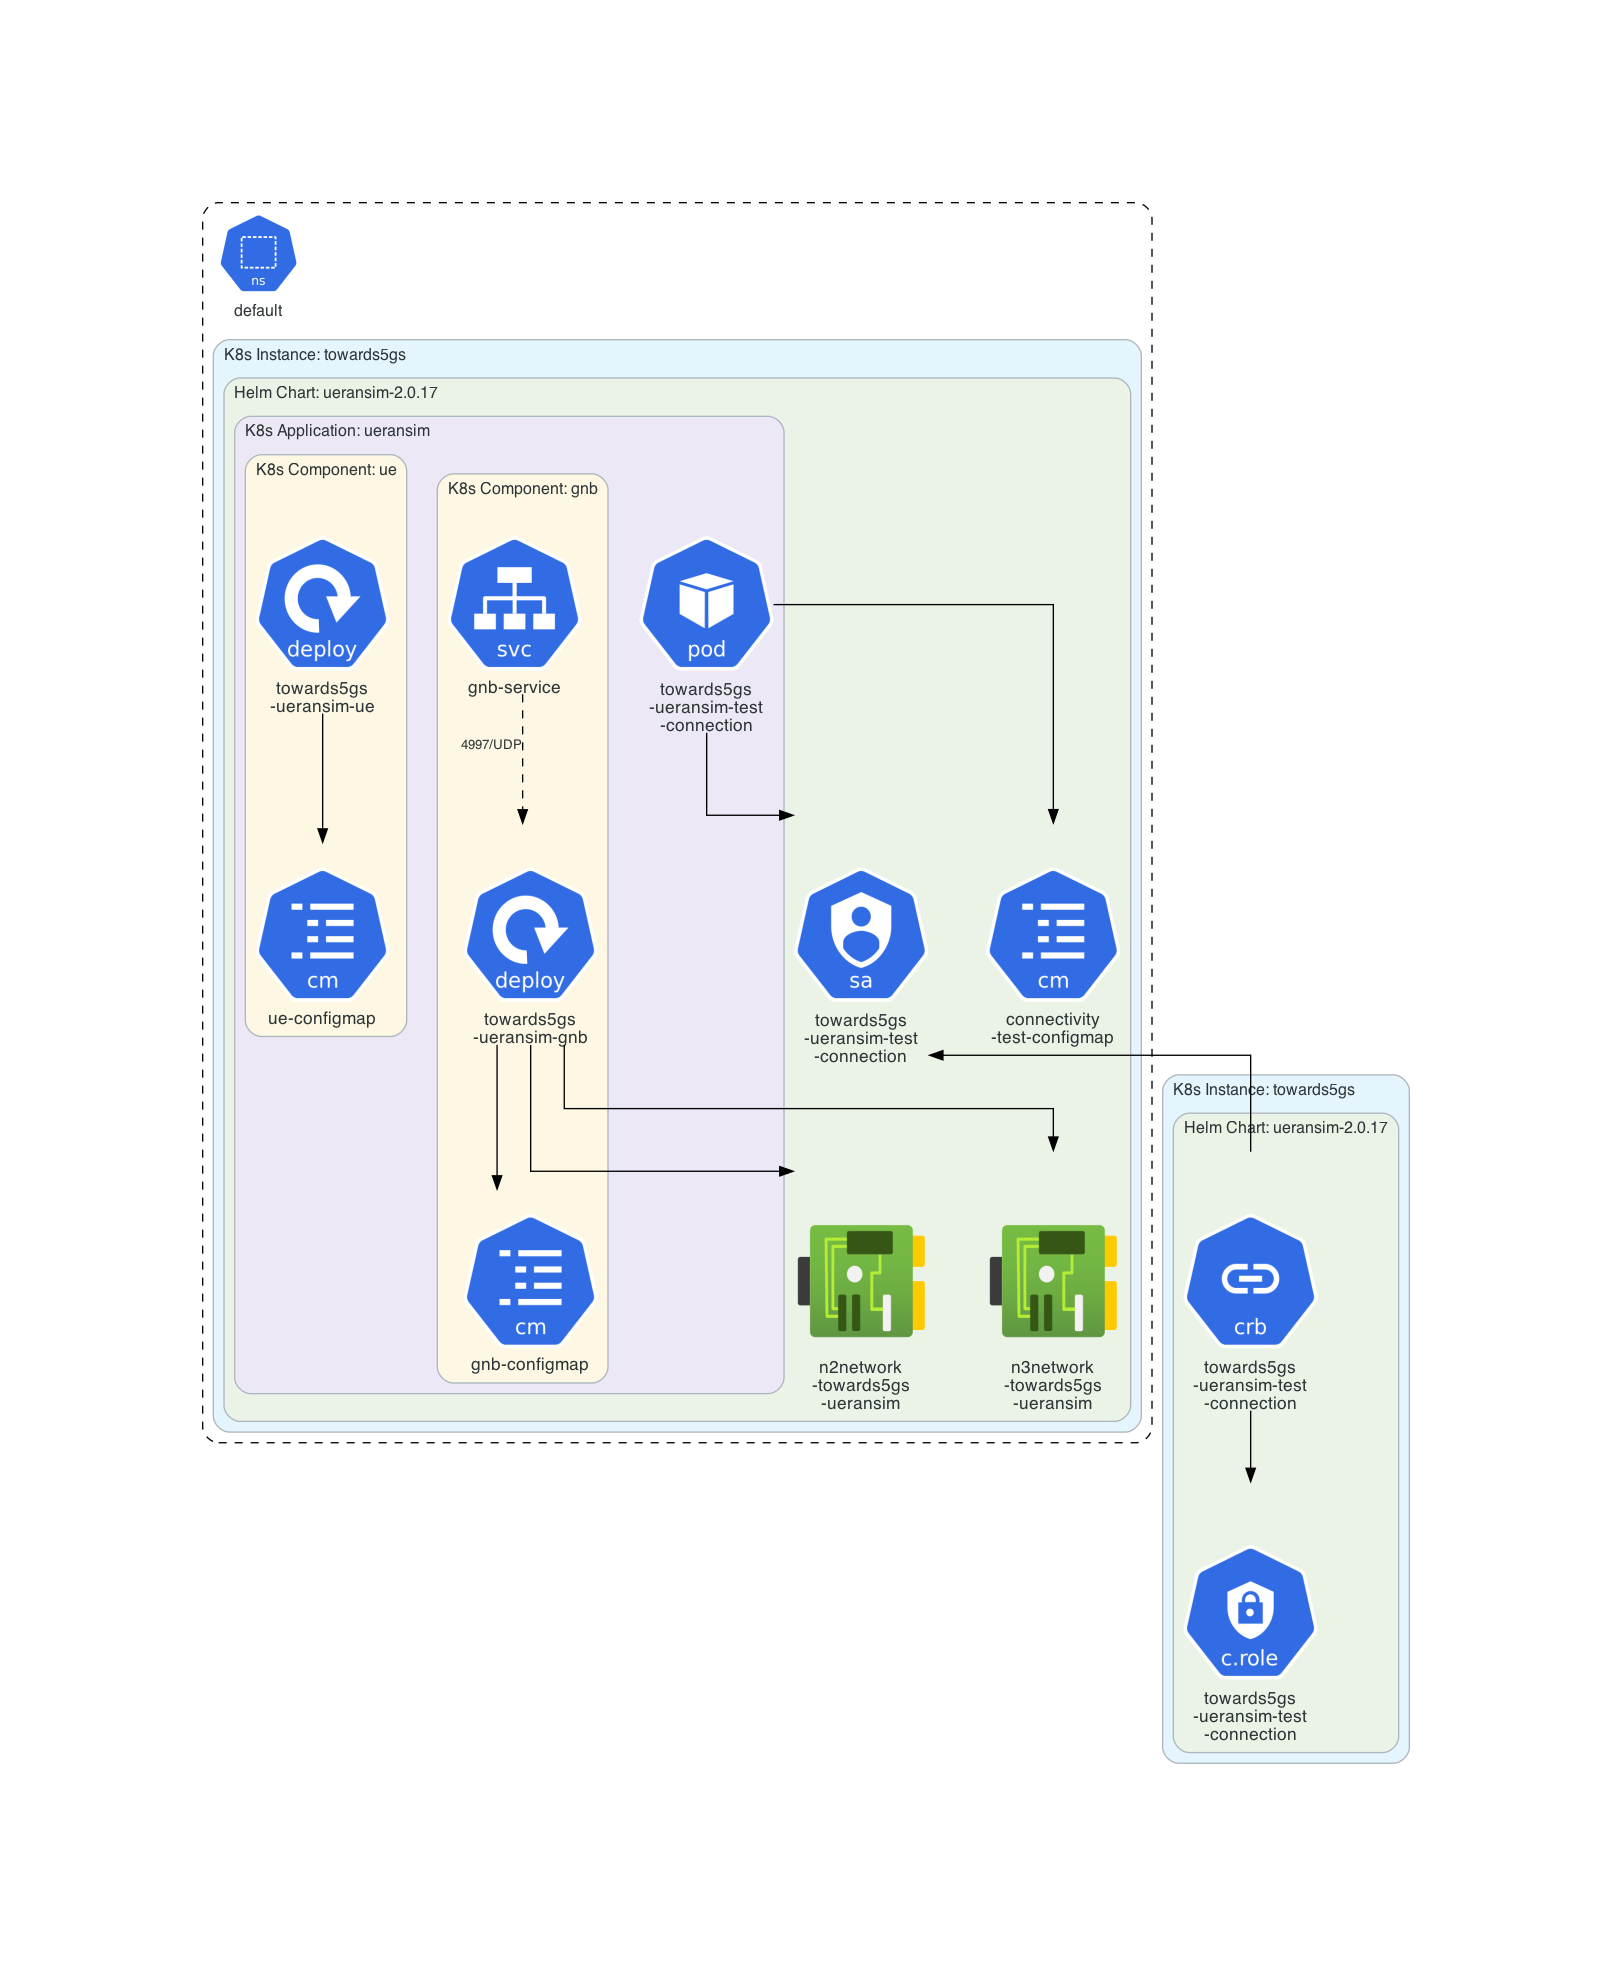 ns
default
K8s Instance: towards5gs
Helm Chart: ueransim-2.0.17
K8s Application: ueransim
K8s Component: ue
K8s Component: gnb
deploy
towards5gs
-ueransim-ue
svc
gnb-service
pod
towards5gs
-ueransim-test
-connection
4997/UDP
cm
ue-configmap
deploy
towards5gs
-ueransim-gnb
sa
towards5gs
-ueransim-test
-connection
cm
connectivity
-test-configmap
K8s Instance: towards5gs
Helm Chart: ueransim-2.0.17
cm
gnb-configmap
n2network
-towards5gs
-ueransim
n3network
-towards5gs
-ueransim
crb
towards5gs
-ueransim-test
-connection
c.role
towards5gs
-ueransim-test
-connection